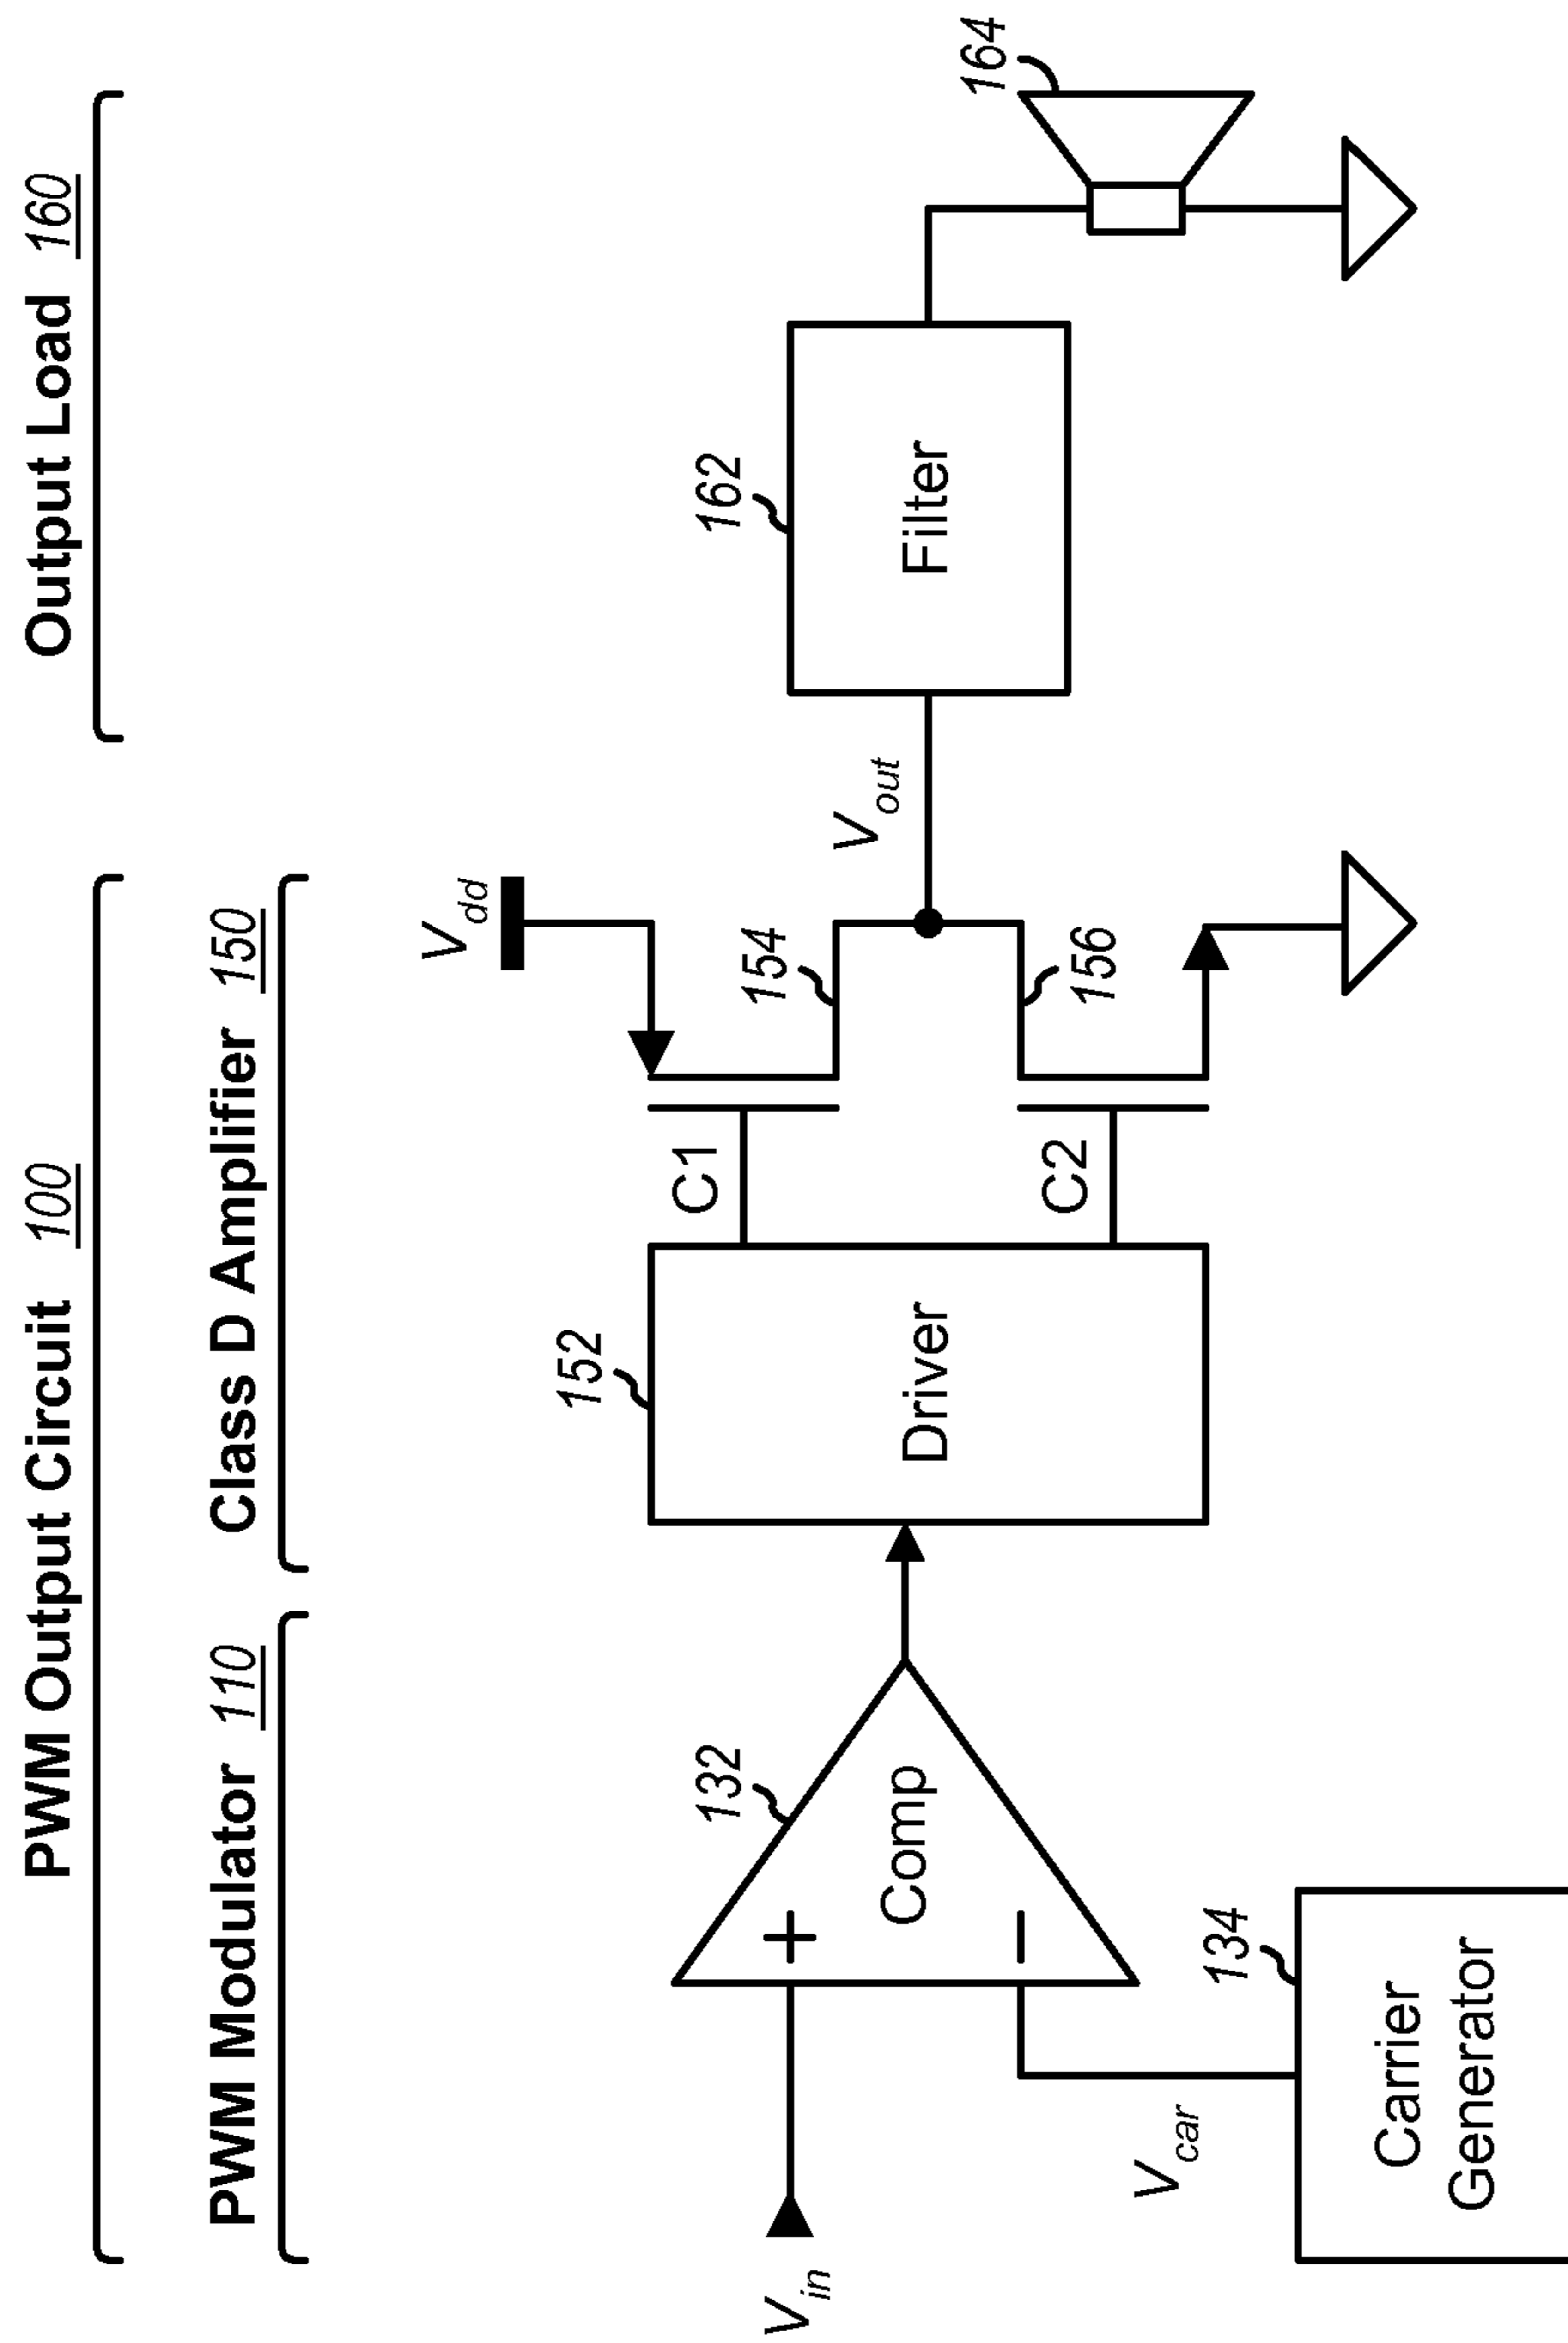 PWM Output Circuit 100
Output Load 160
PWM Modulator 110
Class D Amplifier 150
Vdd
152
C1
154
Vout
132
162
164
Vin
+
Comp
Driver
Filter
−
C2
156
Vcar
134
Carrier
Generator